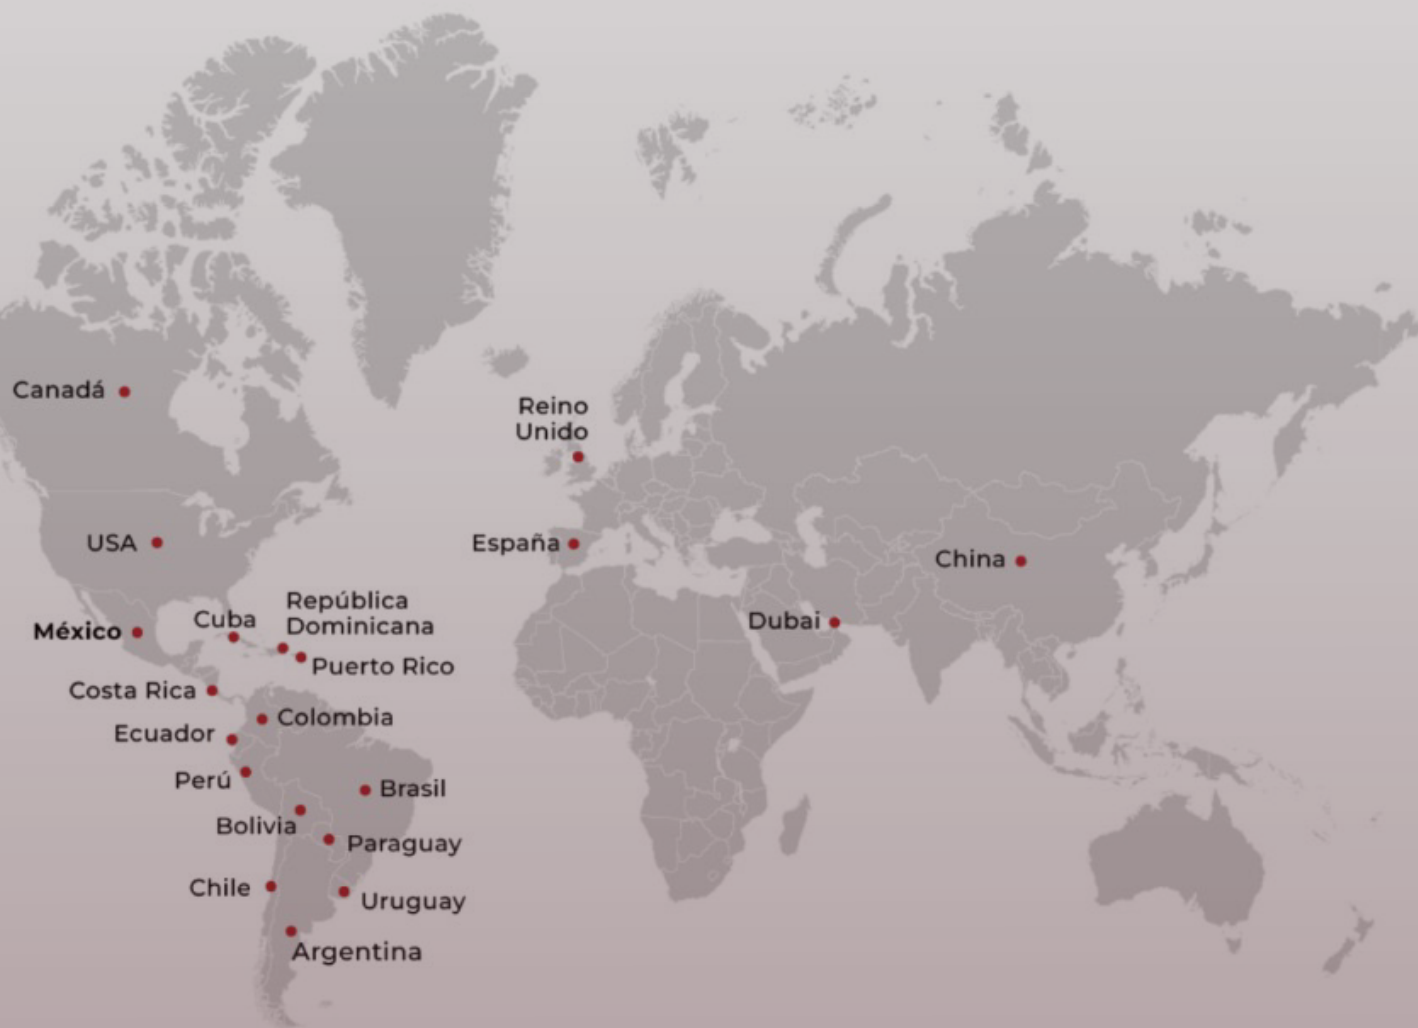 Canadá
Reino
Unido
USA
España
China
México
Cuba
República
Dominicana
Dubai
Puerto Rico
Costa Rica
Colombia
Ecuador
Perú
Brasil
Bolivia
Paraguay
Chile
Uruguay
Argentina